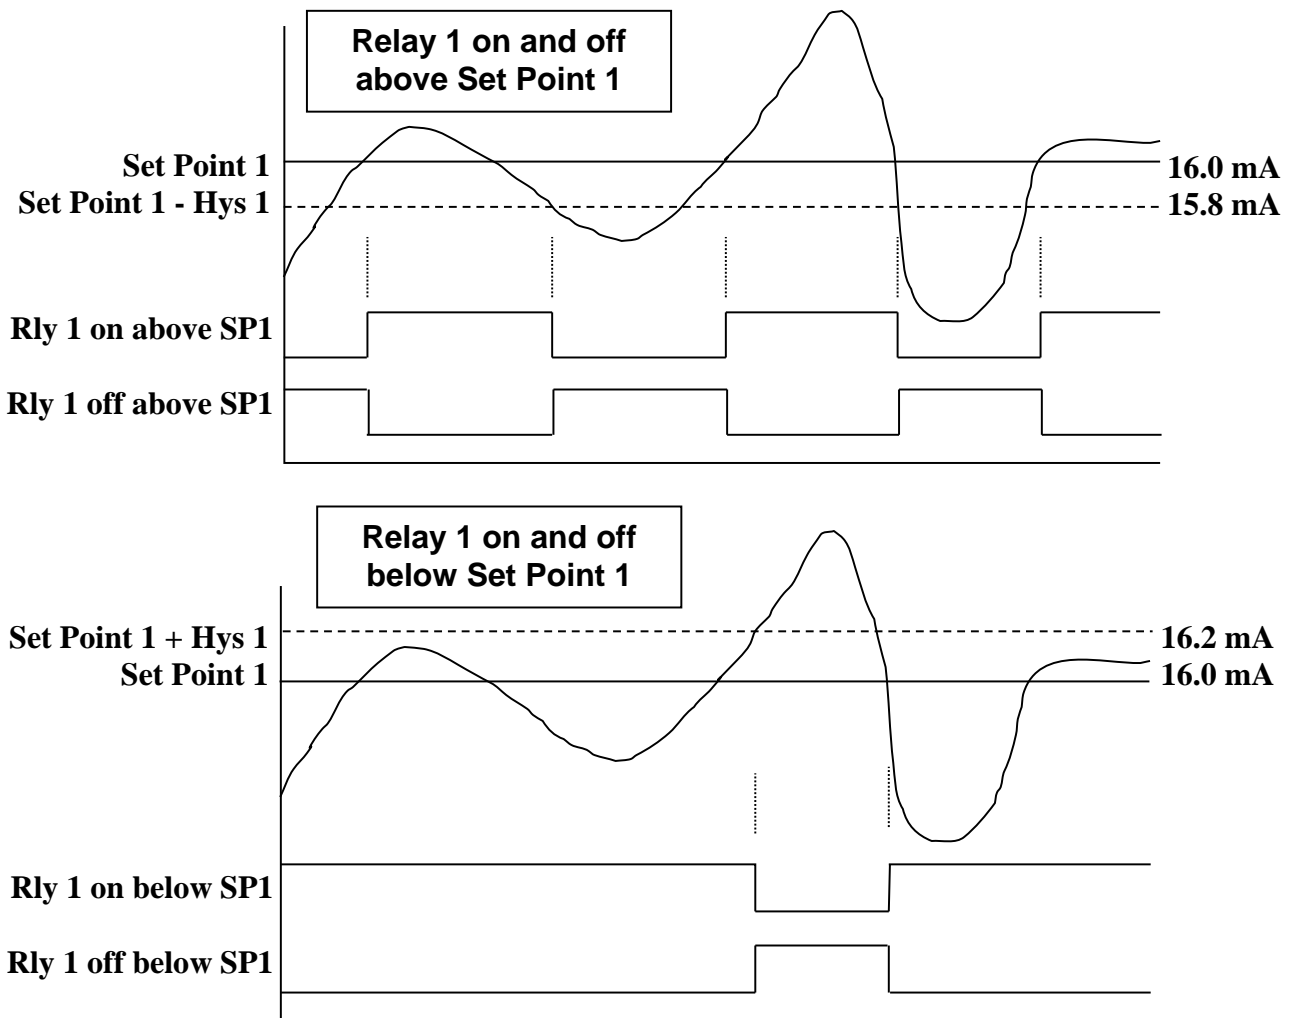 Relay 1 on and off
above Set Point 1
Set Point 1
16.0 mA
Set Point 1 - Hys 1
15.8 mA
Rly 1 on above SP1
Rly 1 off above SP1
Relay 1 on and off
below Set Point 1
Set Point 1 + Hys 1
16.2 mA
Set Point 1
16.0 mA
Rly 1 on below SP1
Rly 1 off below SP1